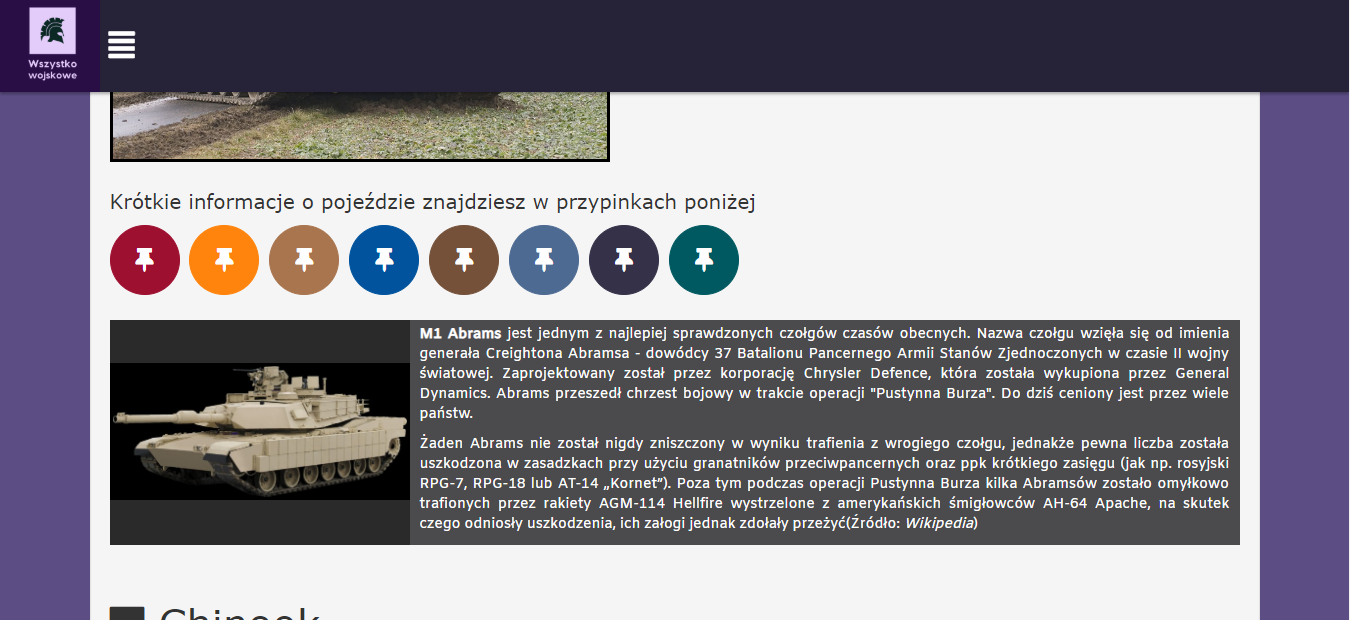 Wszystko
wojskowe
Krótkie informacje o pojeździe znajdziesz w przypinkach poniżej
M1 Abrams jest jednym z najlepiej sprawdzonych czołgów czasów obecnych. Nazwa czołgu wzięła się od imienia
generała Creightona Abramsa - dowódcy 37 Batalionu Pancernego Armii Stanów Zjednoczonych w czasie II wojny
światowej. Zaprojektowany został przez korporację Chrysler Defence, która została wykupiona przez General
Dynamics. Abrams przeszedł chrzest bojowy w trakcie operacji "Pustynna Burza". Do dziś ceniony jest przez wiele
państw.
Żaden Abrams nie został nigdy zniszczony w wyniku trafienia z wrogiego czołgu, jednakże pewna liczba została
uszkodzona w zasadzkach przy użyciu granatników przeciwpancernych oraz ppk krótkiego zasięgu (jak np. rosyjski
RPG-7, RPG-18 lub AT-14 „Kornet”). Poza tym podczas operacji Pustynna Burza kilka Abramsów zostało omyłkowo
trafionych przez rakiety AGM-114 Hellfire wystrzelone z amerykańskich śmigłowców AH-64 Apache, na skutek
czego odniosły uszkodzenia, ich załogi jednak zdołały przeżyć(Źródło: Wikipedia)
Chinook